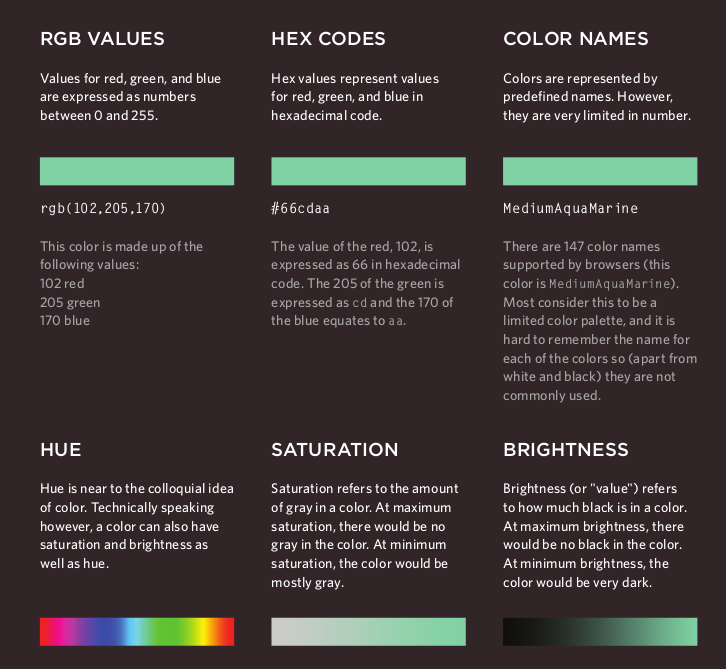 RGB VALUES
Values for red, green, and blue
are expressed as numbers
between 0 and 255.
rgb(102,205,170)
This color is made up of the
following values:
102 red
205 green
170 blue
HEX CODES
Hex values represent values
for red, green, and blue in
hexadecimal code.
#66cdaa
The value of the red, 102, is
expressed as 66 in hexadecimal
code. The 205 of the green is
expressed as cd and the 170 of
the blue equates to aa.
COLOR NAMES
Colors are represented by
predefined names. However,
they are very limited in number.
MediumAquaMarine
There are 147 color names
supported by browsers (this
color is MediumAquaMarine).
Most consider this to be a
limited color palette, and it is
hard to remember the name for
each of the colors so (apart from
white and black) they are not
commonly used.
HUE
Hue is near to the colloquial idea
of color. Technically speaking
however, a color can also have
saturation and brightness as
well as hue.
SATURATION
Saturation refers to the amount
of gray in a color. At maximum
saturation, there would be no
gray in the color. At minimum
saturation, the color would be
mostly gray.
BRIGHTNESS
Brightness (or "value") refers
to how much black is in a color.
At maximum brightness, there
would be no black in the color.
At minimum brightness, the
color would be very dark.